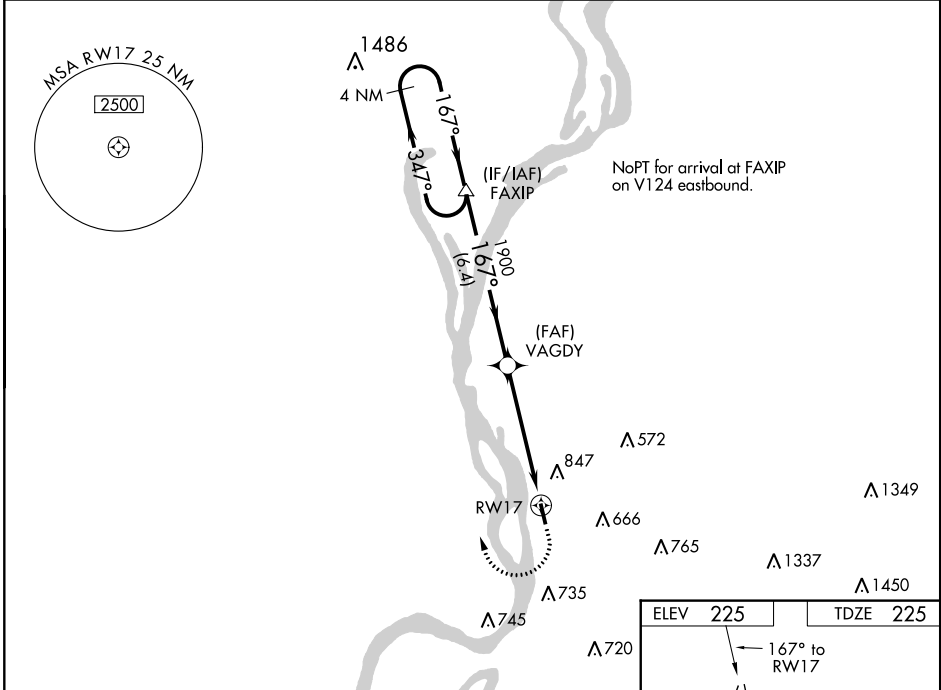 MSA RW17 25 NM
2500
1486
4 NM
167°
347°
(IF/IAF)
FAXIP
NoPT for arrival at FAXIP
on V124 eastbound.
1900
167°
(6.4)
(FAF)
VAGDY
572
847
1349
RW17
666
765
1337
1450
735
745
720
ELEV 225
TDZE 225
167° to
RW17